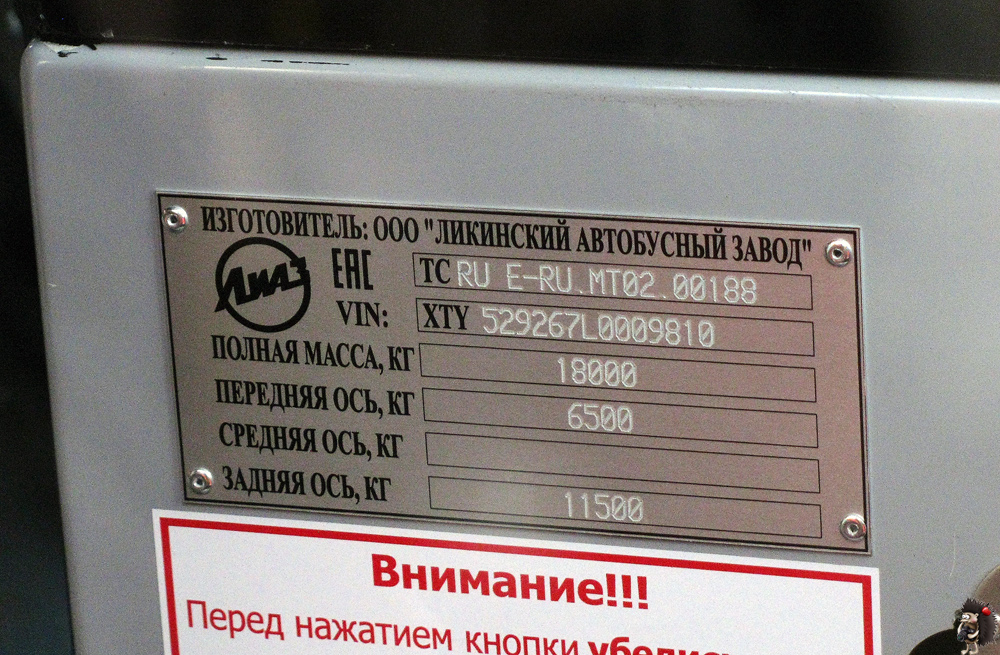 ИЗГОТОВИТЕЛЬ: ООО "ЛИКИНСКИЙ АВТОБУСНЫЙ ЗАВОД"
ЛиАЗ ЕАС ТС RU E-RU.MT02.00188
VIN: XTY 529267L0009810
ПОЛНАЯ МАССА, КГ 18000
ПЕРЕДНЯЯ ОСЬ, КГ 6500
СРЕДНЯЯ ОСЬ, КГ
ЗАДНЯЯ ОСЬ, КГ 11500
Внимание!!!
Перед нажатием кнопки